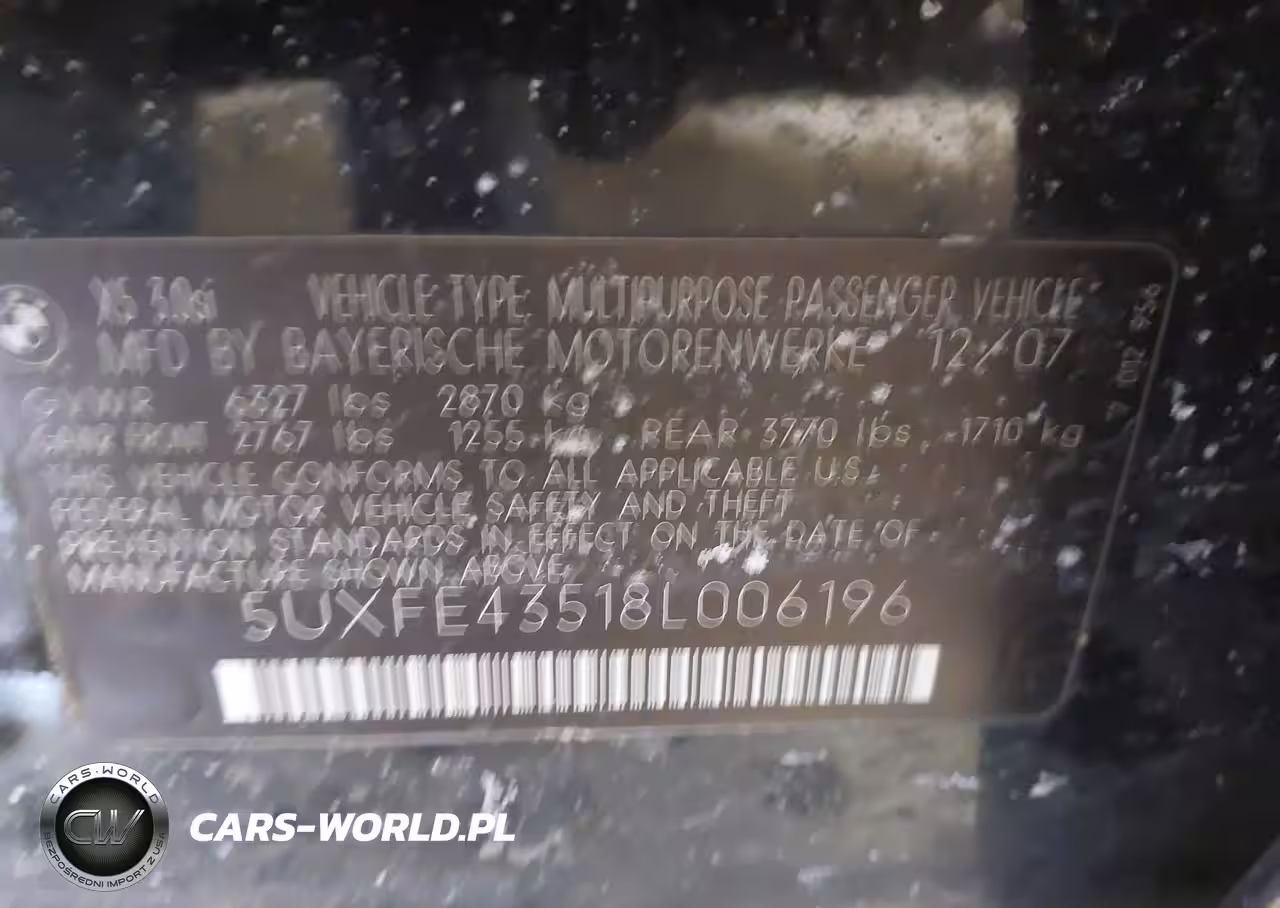 X5 3.0si VEHICLE TYPE: MULTIPURPOSE PASSENGER VEHICLE
MFD BY BAYERISCHE MOTORENWERKE 12/07
GVWR 6327 lbs 2870 kg
GAWR FRONT 2767 lbs 1255 kg, REAR 3770 lbs, 1710 kg
THIS VEHICLE CONFORMS TO ALL APPLICABLE U.S.
FEDERAL MOTOR VEHICLE SAFETY AND THEFT
PREVENTION STANDARDS IN EFFECT ON THE DATE OF
MANUFACTURE SHOWN ABOVE.
5UXFE43518L006196
CARS-WORLD
CW
BEZPOŚREDNI IMPORT Z USA
CARS-WORLD.PL